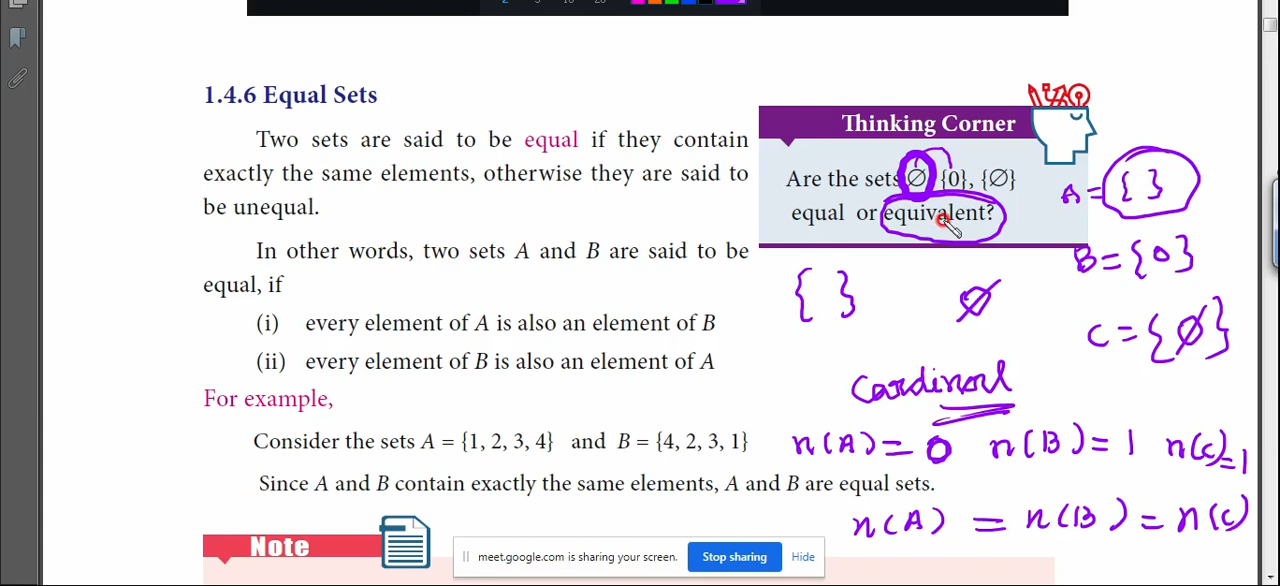 1.4.6 Equal Sets
Two sets are said to be equal if they contain
exactly the same elements, otherwise they are said to
be unequal.
In other words, two sets A and B are said to be
equal, if
(i) every element of A is also an element of B
(ii) every element of B is also an element of A
For example,
Consider the sets A = {1, 2, 3, 4} and B = {4, 2, 3, 1}
Since A and B contain exactly the same elements, A and B are equal sets.
Note
Thinking Corner
Are the sets ∅, {0}, {∅}
equal or equivalent?
A = { }
B = {0}
C = {∅}
{ } ∅
Cardinal
n(A) = 0 n(B) = 1 n(C) = 1
n(A) = n(B) = n(C)
meet.google.com is sharing your screen. Stop sharing Hide